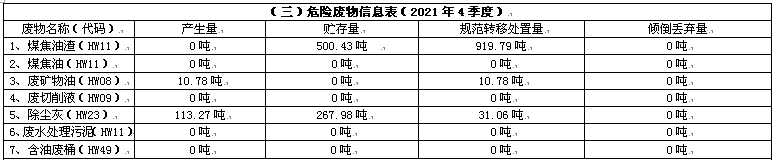 （三）危险废物信息表（2021年4季度）
废物名称（代码） 产生量 贮存量 规范转移处置量 倾倒丢弃量
1、煤焦油渣（HW11） 0吨 500.43吨 919.79吨 0吨
2、煤焦油（HW11） 0吨 0吨 0吨 0吨
3、废矿物油（HW08） 10.78吨 0吨 10.78吨 0吨
4、废切削液（HW09） 0吨 0吨 0吨 0吨
5、除尘灰（HW23） 113.27吨 267.98吨 31.06吨 0吨
6、废水处理污泥（HW11） 0吨 0吨 0吨 0吨
7、含油废桶（HW49） 0吨 0吨 0吨 0吨